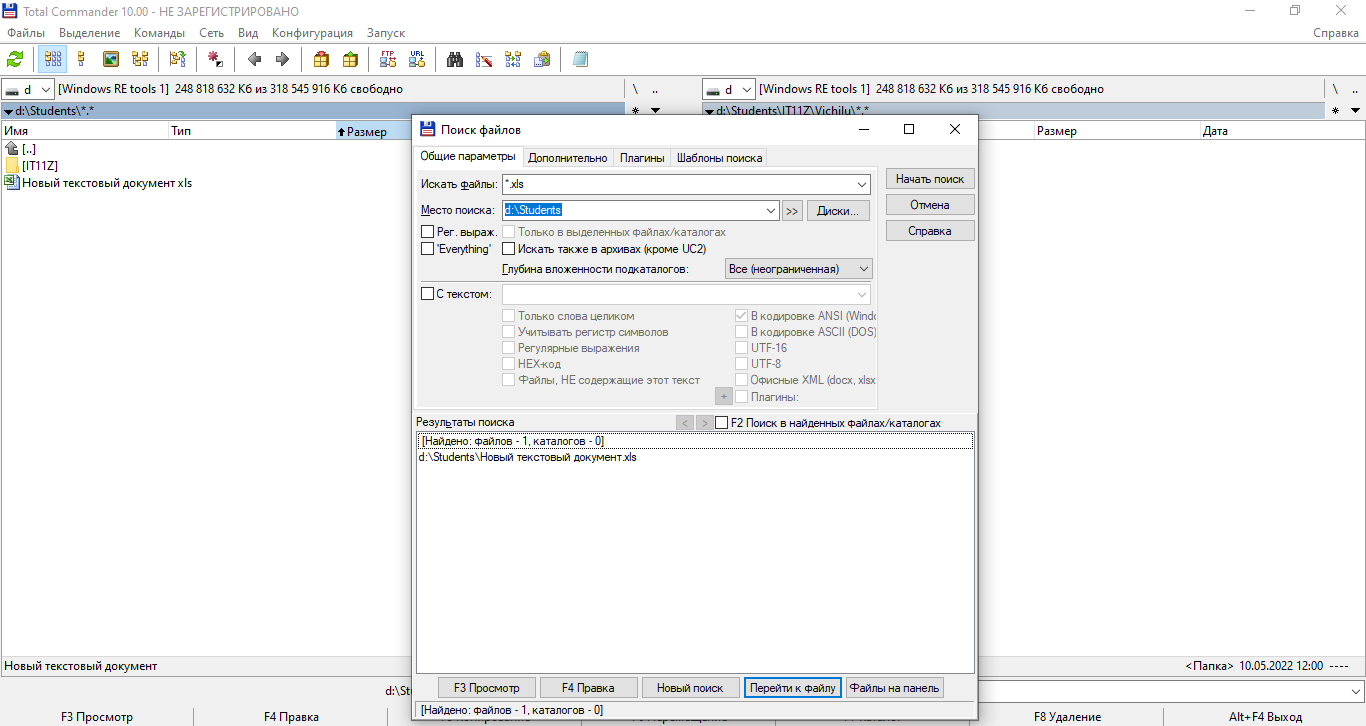 Total Commander 10.00 - НЕ ЗАРЕГИСТРИРОВАНО
Файлы Выделение Команды Сеть Вид Конфигурация Запуск Справка
FTP URL
d [Windows RE tools 1] 248 818 632 Кб из 318 545 916 Кб свободно \ ..
d [Windows RE tools 1] 248 818 632 Кб из 318 545 916 Кб свободно \ ..
d:\Students\*.* * 
d:\Students\IT11Z\Vichilu\*.* *
Имя Тип Размер
Размер Дата
[..]
[IT11Z]
Новый текстовый документ xls
Поиск файлов
Общие параметры Дополнительно Плагины Шаблоны поиска
Искать файлы: *.xls Начать поиск
Место поиска: d:\Students >> Диски... Отмена
Рег. выраж. Только в выделенных файлах/каталогах Справка
'Everything' Искать также в архивах (кроме UC2)
Глубина вложенности подкаталогов: Все (неограниченная)
С текстом:
Только слова целиком В кодировке ANSI (Windo
Учитывать регистр символов В кодировке ASCII (DOS)
Регулярные выражения UTF-16
HEX-код UTF-8
Файлы, НЕ содержащие этот текст Офисные XML (docx, xlsx
+ Плагины:
Результаты поиска < > F2 Поиск в найденных файлах/каталогах
[Найдено: файлов - 1, каталогов - 0]
d:\Students\Новый текстовый документ.xls
F3 Просмотр F4 Правка Новый поиск Перейти к файлу Файлы на панель
[Найдено: файлов - 1, каталогов - 0]
Новый текстовый документ
<Папка> 10.05.2022 12:00 ----
d:\St
F3 Просмотр F4 Правка F8 Удаление Alt+F4 Выход